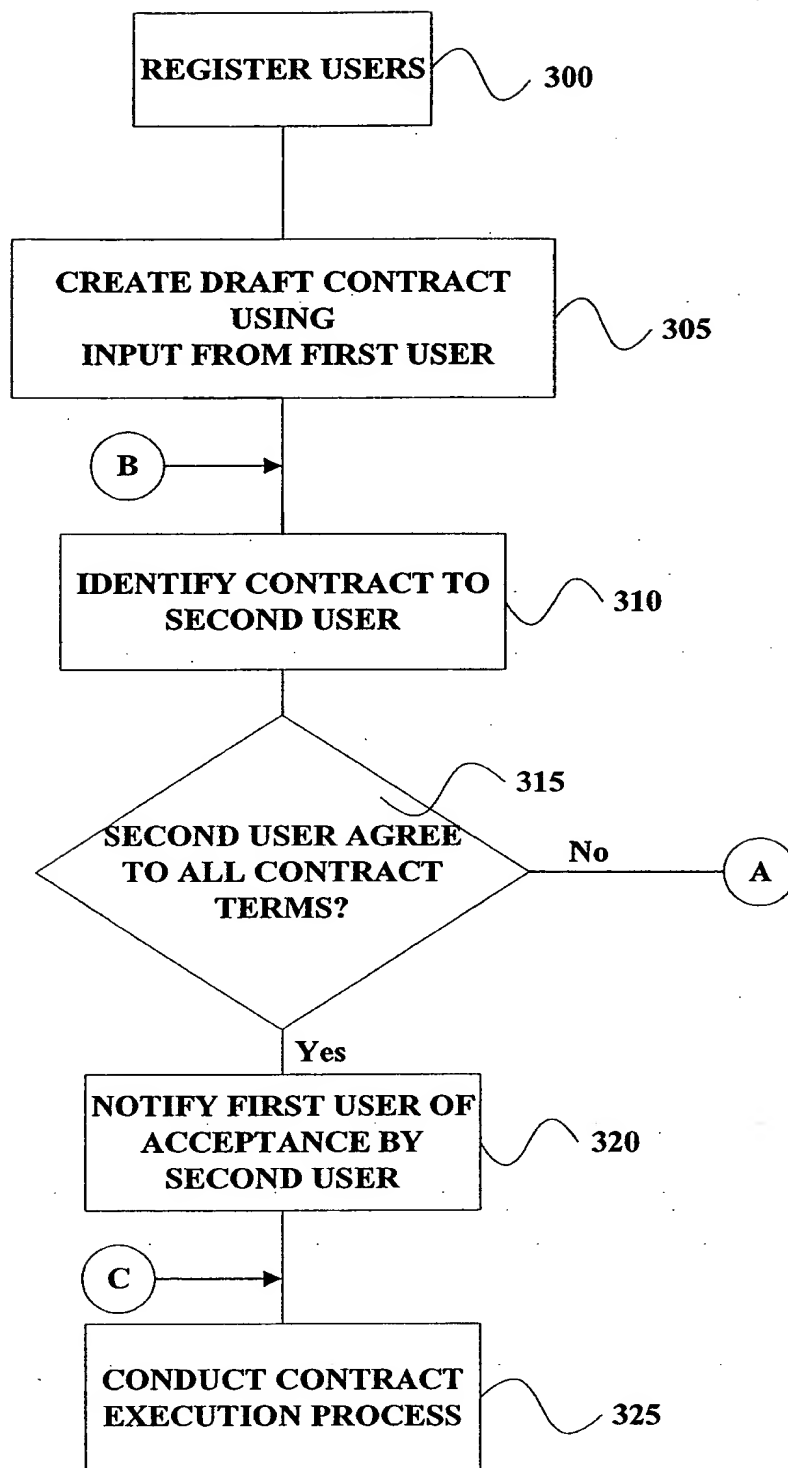 REGISTER USERS
300
CREATE DRAFT CONTRACT
USING
INPUT FROM FIRST USER
305
B
IDENTIFY CONTRACT TO
SECOND USER
310
315
SECOND USER AGREE
TO ALL CONTRACT
TERMS?
No
A
Yes
NOTIFY FIRST USER OF
ACCEPTANCE BY
SECOND USER
320
C
CONDUCT CONTRACT
EXECUTION PROCESS
325